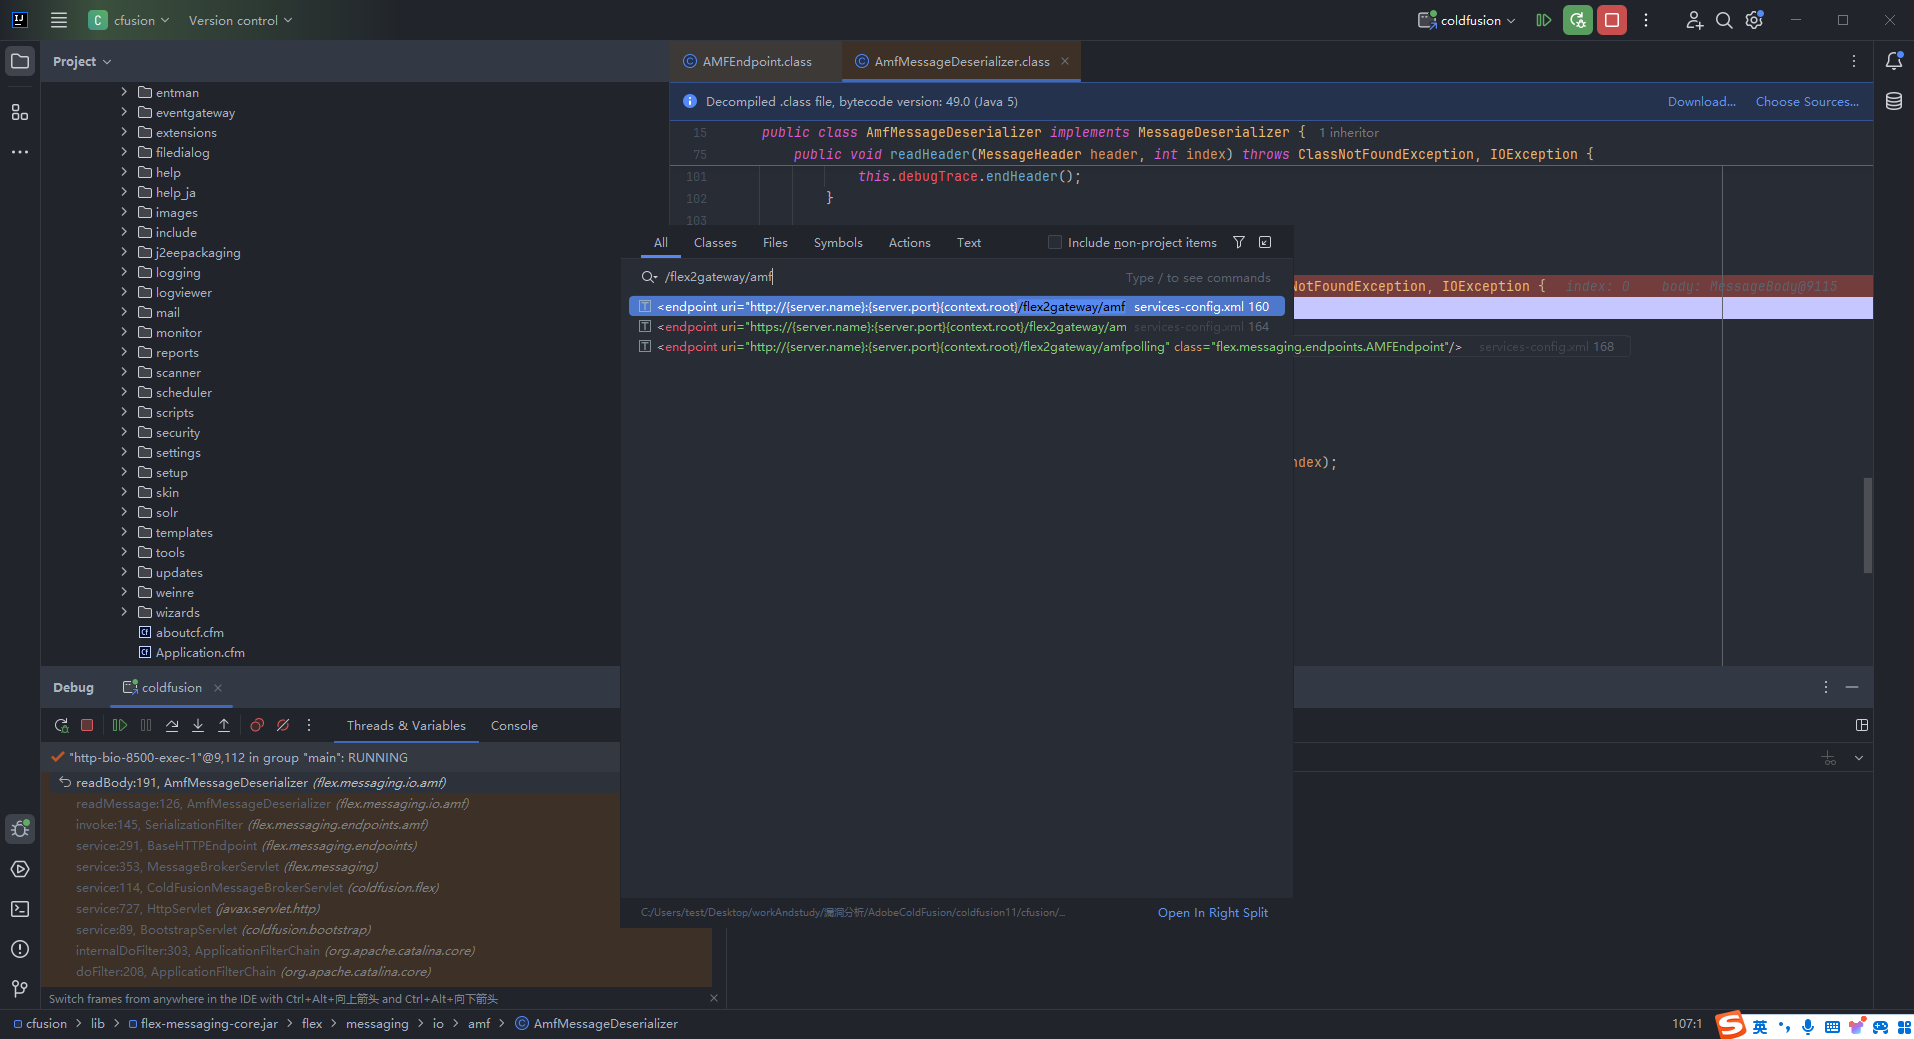 cfusion
Version control
coldfusion
Project
AMFEndpoint.class
AmfMessageDeserializer.class
Decompiled .class file, bytecode version: 49.0 (Java 5)
Download...
Choose Sources...
entman
eventgateway
extensions
filedialog
help
help_ja
images
include
j2eepackaging
logging
logviewer
mail
monitor
reports
scanner
scheduler
scripts
security
settings
setup
skin
solr
templates
tools
updates
weinre
wizards
aboutcf.cfm
Application.cfm
15 public class AmfMessageDeserializer implements MessageDeserializer { 1 inheritor
75 public void readHeader(MessageHeader header, int index) throws ClassNotFoundException, IOException {
101 this.debugTrace.endHeader();
102 }
103
All Classes Files Symbols Actions Text Include non-project items
/flex2gateway/amf Type / to see commands
<endpoint uri="http://{server.name}:{server.port}{context.root}/flex2gateway/amf services-config.xml 160
<endpoint uri="https://{server.name}:{server.port}{context.root}/flex2gateway/am services-config.xml 164
<endpoint uri="http://{server.name}:{server.port}{context.root}/flex2gateway/amfpolling" class="flex.messaging.endpoints.AMFEndpoint"/> services-config.xml 168
NotFoundException, IOException { index: 0 body: MessageBody@9115
ndex);
C:/Users/test/Desktop/workAndstudy/漏洞分析/AdobeColdFusion/coldfusion11/cfusion/...
Open In Right Split
Debug
coldfusion
Threads & Variables
Console
"http-bio-8500-exec-1"@9,112 in group "main": RUNNING
readBody:191, AmfMessageDeserializer (flex.messaging.io.amf)
readMessage:126, AmfMessageDeserializer (flex.messaging.io.amf)
invoke:145, SerializationFilter (flex.messaging.endpoints.amf)
service:291, BaseHTTPEndpoint (flex.messaging.endpoints)
service:353, MessageBrokerServlet (flex.messaging)
service:114, ColdFusionMessageBrokerServlet (coldfusion.flex)
service:727, HttpServlet (javax.servlet.http)
service:89, BootstrapServlet (coldfusion.bootstrap)
internalDoFilter:303, ApplicationFilterChain (org.apache.catalina.core)
doFilter:208, ApplicationFilterChain (org.apache.catalina.core)
Switch frames from anywhere in the IDE with Ctrl+Alt+向上箭头 and Ctrl+Alt+向下箭头
cfusion > lib > flex-messaging-core.jar > flex > messaging > io > amf > AmfMessageDeserializer
107:1
英